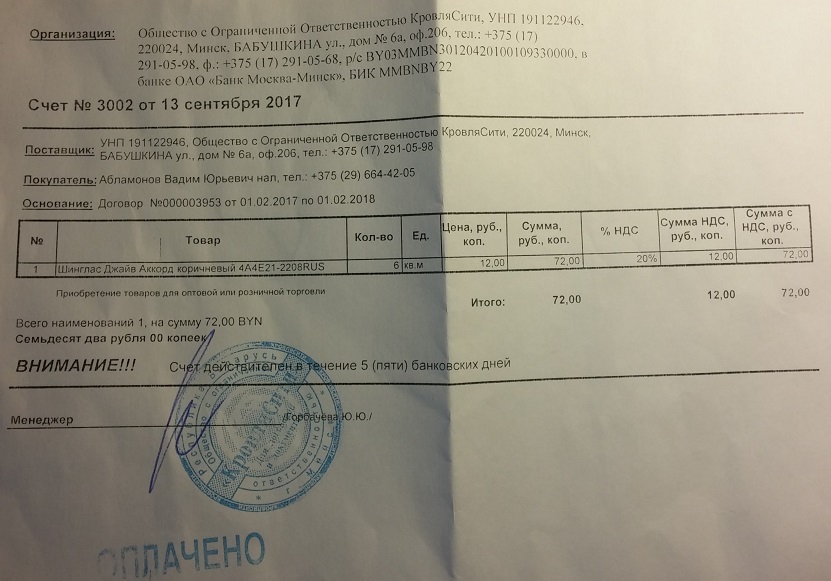 Организация: Общество с Ограниченной Ответственностью КровляСити, УНП 191122946,
220024, Минск, БАБУШКИНА ул., дом № 6а, оф.206, тел.: +375 (17)
291-05-98, ф.: +375 (17) 291-05-68, р/с BY03MMBN30120420100109330000, в
банке ОАО «Банк Москва-Минск», БИК MMBNBY22
Счет № 3002 от 13 сентября 2017
Поставщик: УНП 191122946, Общество с Ограниченной Ответственностью КровляСити, 220024, Минск,
БАБУШКИНА ул., дом № 6а, оф.206, тел.: +375 (17) 291-05-98
Покупатель: Абламонов Вадим Юрьевич нал, тел.: +375 (29) 664-42-05
Основание: Договор №000003953 от 01.02.2017 по 01.02.2018
№ Товар Кол-во Ед. Цена, руб., коп. Сумма, руб., коп. % НДС Сумма НДС, руб., коп. Сумма с НДС, руб., коп.
1 Шинглас Джайв Аккорд коричневый 4A4E21-2208RUS 6 кв.м 12,00 72,00 20% 12,00 72,00
Приобретение товаров для оптовой или розничной торговли
Итого: 72,00 12,00 72,00
Всего наименований 1, на сумму 72,00 BYN
Семьдесят два рубля 00 копеек
ВНИМАНИЕ!!! Счет действителен в течение 5 (пяти) банковских дней
Менеджер /Горбачева Ю.Ю./
Республика Беларусь
Общество с ограниченной
ответственностью
г. Минск
ОПЛАЧЕНО